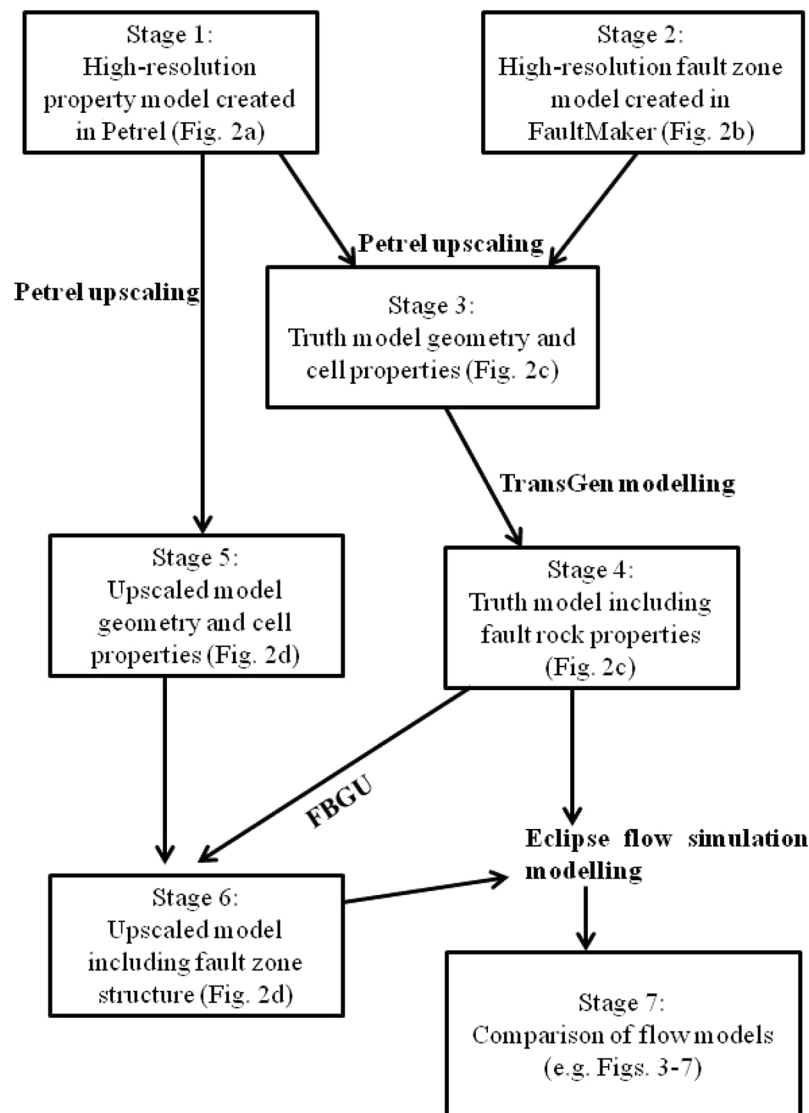 Stage 1:
High-resolution
property model created
in Petrel (Fig. 2a)
Stage 2:
High-resolution fault zone
model created in
FaultMaker (Fig. 2b)
Petrel upscaling
Petrel upscaling
Stage 3:
Truth model geometry and
cell properties (Fig. 2c)
TransGen modelling
Stage 5:
Upscaled model
geometry and cell
properties (Fig. 2d)
Stage 4:
Truth model including
fault rock properties
(Fig. 2c)
FBGU
Eclipse flow simulation
modelling
Stage 6:
Upscaled model
including fault zone
structure (Fig. 2d)
Stage 7:
Comparison of flow models
(e.g. Figs. 3-7)